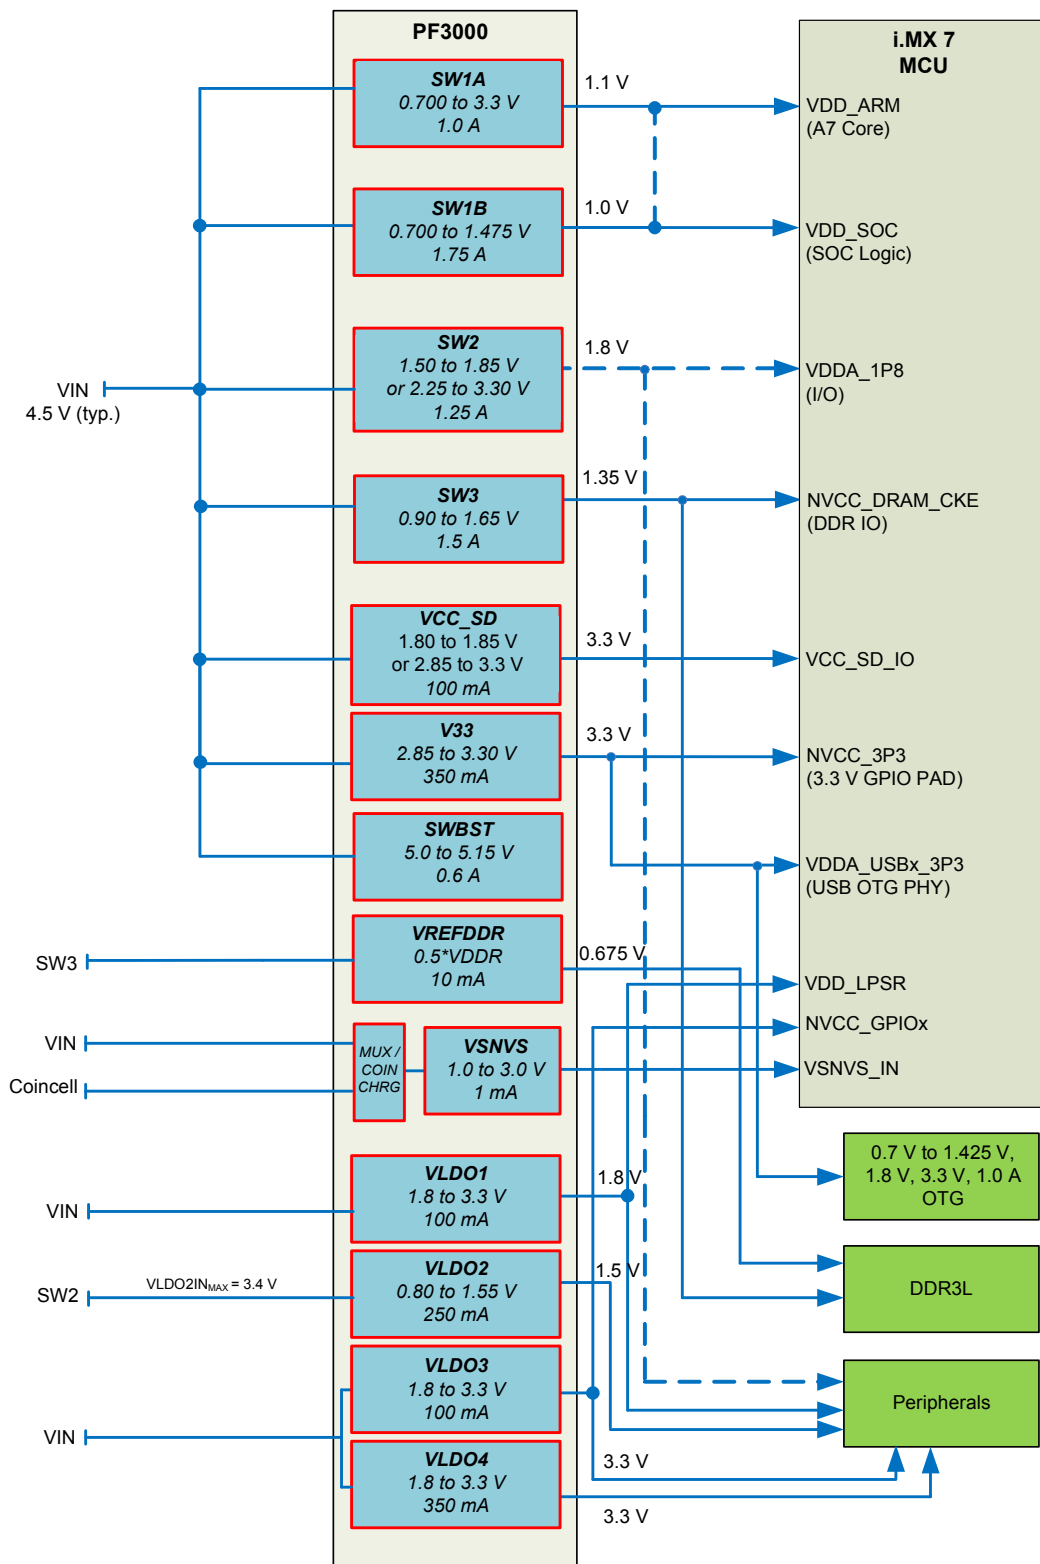 PF3000
i.MX 7
MCU
SW1A
0.700 to 3.3 V
1.0 A
1.1 V
VDD_ARM
(A7 Core)
SW1B
0.700 to 1.475 V
1.75 A
1.0 V
VDD_SOC
(SOC Logic)
VIN
4.5 V (typ.)
SW2
1.50 to 1.85 V
or 2.25 to 3.30 V
1.25 A
1.8 V
VDDA_1P8
(I/O)
SW3
0.90 to 1.65 V
1.5 A
1.35 V
NVCC_DRAM_CKE
(DDR IO)
VCC_SD
1.80 to 1.85 V
or 2.85 to 3.3 V
100 mA
3.3 V
VCC_SD_IO
V33
2.85 to 3.30 V
350 mA
3.3 V
NVCC_3P3
(3.3 V GPIO PAD)
SWBST
5.0 to 5.15 V
0.6 A
VDDA_USBx_3P3
(USB OTG PHY)
SW3
VREFDDR
0.5*VDDR
10 mA
0.675 V
VDD_LPSR
NVCC_GPIOx
VIN
Coincell
MUX /
COIN
CHRG
VSNVS
1.0 to 3.0 V
1 mA
VSNVS_IN
0.7 V to 1.425 V,
1.8 V, 3.3 V, 1.0 A
OTG
VIN
VLDO1
1.8 to 3.3 V
100 mA
1.8 V
SW2
VLDO2IN MAX = 3.4 V
VLDO2
0.80 to 1.55 V
250 mA
1.5 V
DDR3L
VIN
VLDO3
1.8 to 3.3 V
100 mA
Peripherals
3.3 V
VLDO4
1.8 to 3.3 V
350 mA
3.3 V